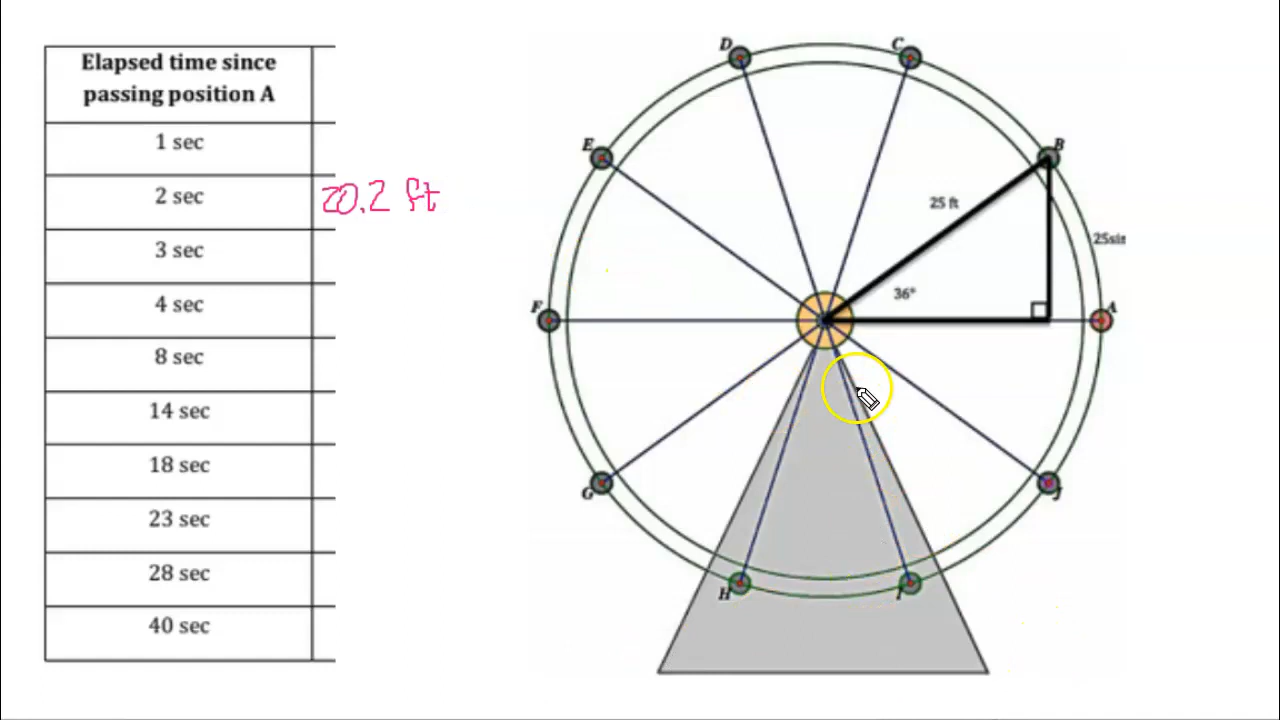 Elapsed time since
passing position A
1 sec
2 sec
20.2 ft
3 sec
4 sec
8 sec
14 sec
18 sec
23 sec
28 sec
40 sec
D
C
E
B
25 ft
25sin
36°
F
A
G
J
H
I